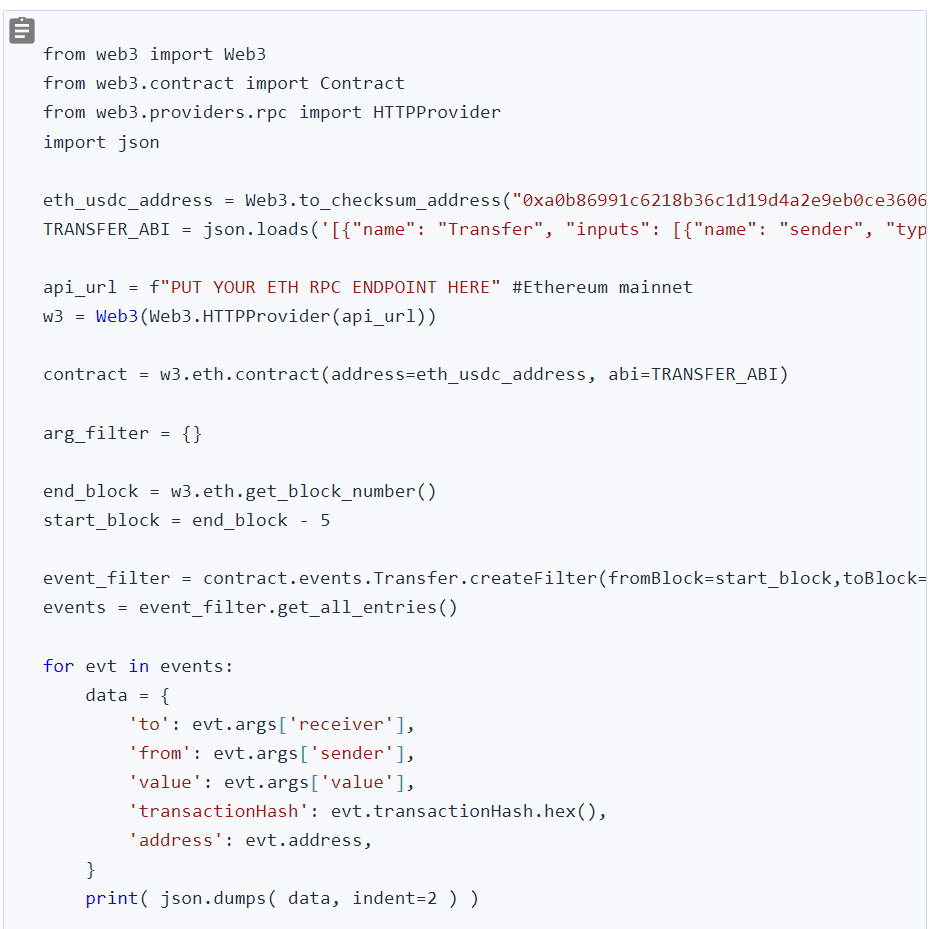 from web3 import Web3
from web3.contract import Contract
from web3.providers.rpc import HTTPProvider
import json
eth_usdc_address = Web3.to_checksum_address("0xa0b86991c6218b36c1d19d4a2e9eb0ce3606
TRANSFER_ABI = json.loads('[{"name": "Transfer", "inputs": [{"name": "sender", "typ
api_url = f"PUT YOUR ETH RPC ENDPOINT HERE" #Ethereum mainnet
w3 = Web3(Web3.HTTPProvider(api_url))
contract = w3.eth.contract(address=eth_usdc_address, abi=TRANSFER_ABI)
arg_filter = {}
end_block = w3.eth.get_block_number()
start_block = end_block - 5
event_filter = contract.events.Transfer.createFilter(fromBlock=start_block,toBlock=
events = event_filter.get_all_entries()
for evt in events:
    data = {
        'to': evt.args['receiver'],
        'from': evt.args['sender'],
        'value': evt.args['value'],
        'transactionHash': evt.transactionHash.hex(),
        'address': evt.address,
    }
    print( json.dumps( data, indent=2 ) )